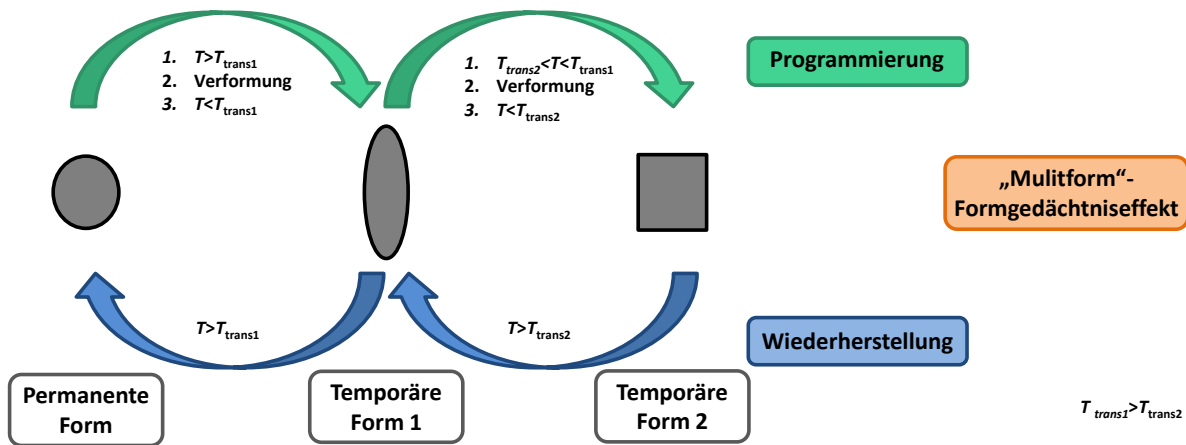 1. T>Ttrans1
2. Verformung
3. T<Ttrans1
1. Ttrans2<T<Ttrans1
2. Verformung
3. T<Ttrans2
Programmierung
„Mulitform“-
Formgedächtniseffekt
T>Ttrans1
T>Ttrans2
Wiederherstellung
Permanente
Form
Temporäre
Form 1
Temporäre
Form 2
T trans1>Ttrans2